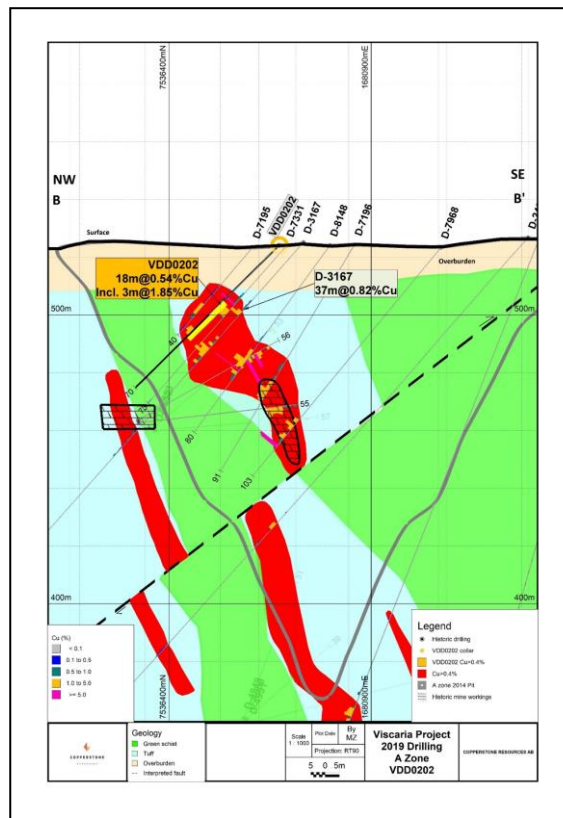 7536400mN
1680900mE
NW
B
SE
B'
D-7195
VDD0202
D-7331
D-3167
D-8148
D-7196
D-7968
Surface
Overburden
VDD0202
18m@0.54%Cu
Incl. 3m@1.85%Cu
D-3167
37m@0.82%Cu
500m
500m
40
56
70
55
80
91
103
400m
400m
Cu (%)
< 0.1
0.1 to 0.5
0.5 to 1.0
1.0 to 5.0
>= 5.0
Legend
Historic drilling
VDD0202 collar
VDD0202 Cu>0.4%
Cu>0.4%
A zone 2014 Pit
Historic mine workings
7536400mN
1680900mE
COPPERSTONE
Geology
Green schist
Tuff
Overburden
Interpreted fault
Scale
1 : 1000
Plot Date
By
MZ
Projection: RT90
5 0 5m
Viscaria Project
2019 Drilling
A Zone
VDD0202
COPPERSTONE RESOURCES AB